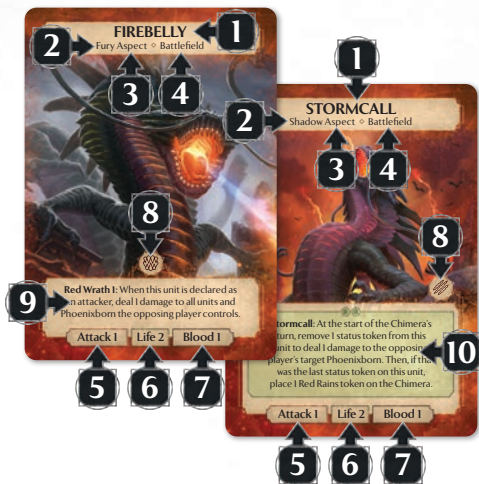 FIREBELLY
Fury Aspect ⋄ Battlefield
1
2
3
4
8
Red Wrath 1: When this unit is declared as
an attacker, deal 1 damage to all units and
Phoenixborn the opposing player controls.
9
Attack 1
Life 2
Blood 1
5
6
7
1
STORMCALL
Shadow Aspect ⋄ Battlefield
2
3
4
8
Stormcall: At the start of the Chimera's
turn, remove 1 status token from this
unit to deal 1 damage to the opposing
player's target Phoenixborn. Then, if that
was the last status token on this unit,
place 1 Red Rains token on the Chimera.
10
Attack 1
Life 2
Blood 1
5
6
7